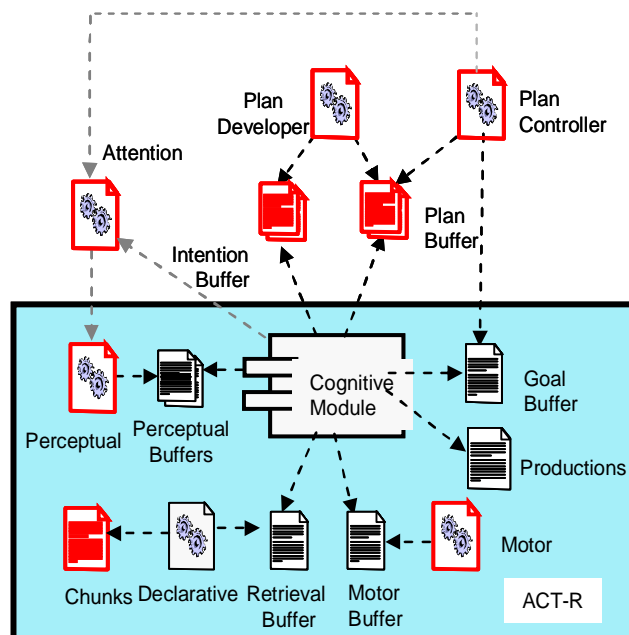 Plan
Developer
Plan
Controller
Attention
Intention
Buffer
Plan
Buffer
Cognitive
Module
Goal
Buffer
Perceptual
Perceptual
Buffers
Productions
Chunks
Declarative
Retrieval
Buffer
Motor
Buffer
Motor
ACT-R